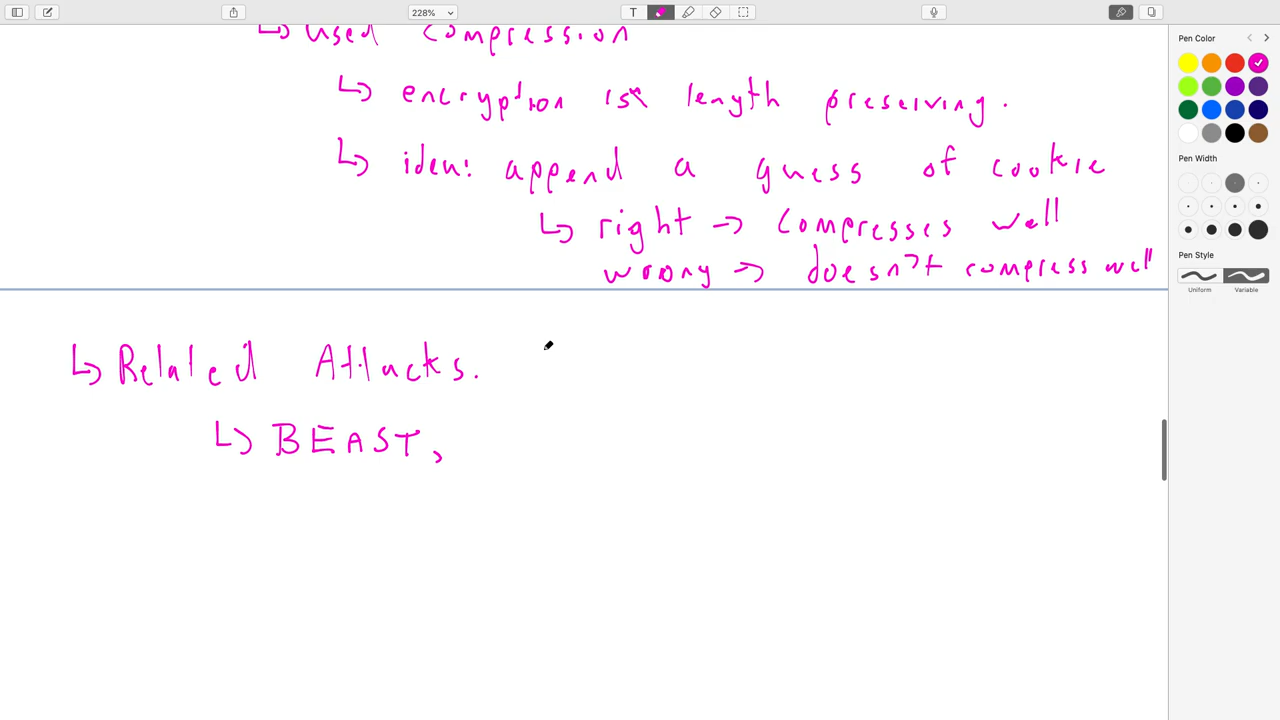 228%
T
↳ used compression
↳ encryption is length preserving.
↳ idea: append a guess of cookie
↳ right → compresses well
wrong → doesn't compress well
↳ Related Attacks.
↳ BEAST,
Pen Color
Pen Width
Pen Style
Uniform Variable